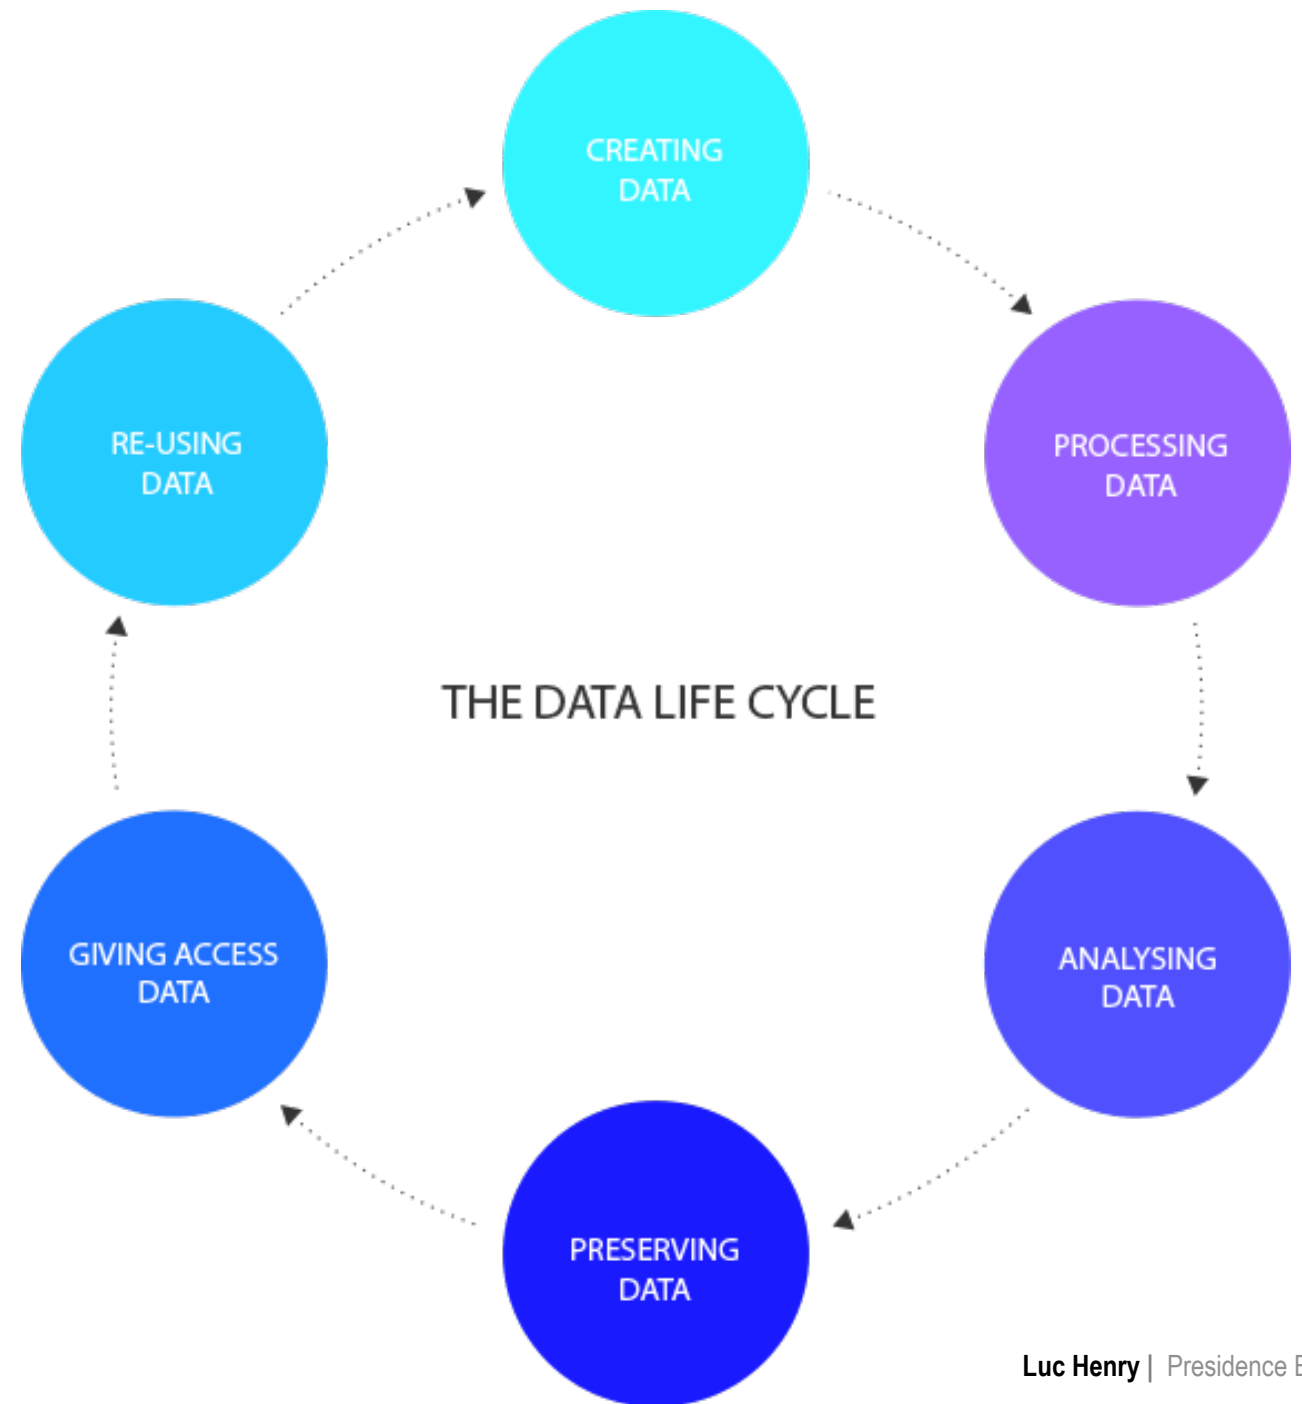 CREATING
DATA
PROCESSING
DATA
ANALYSING
DATA
PRESERVING
DATA
GIVING ACCESS
DATA
RE-USING
DATA
THE DATA LIFE CYCLE
Luc Henry | Presidence